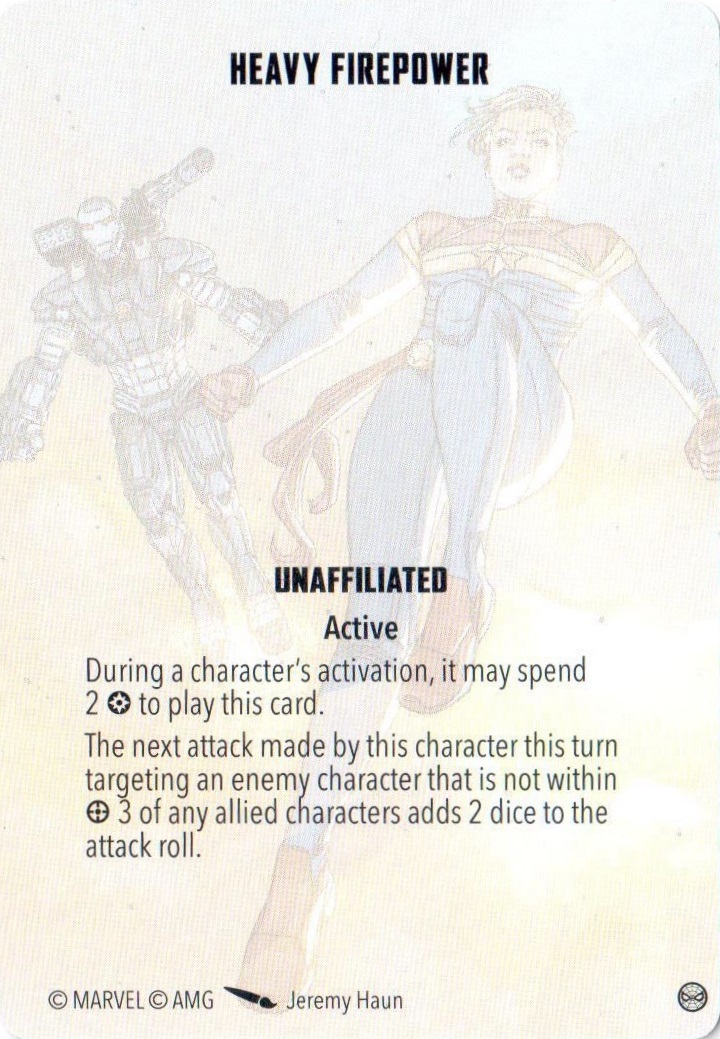 HEAVY FIREPOWER
UNAFFILIATED
Active
During a character's activation, it may spend
2 to play this card.
The next attack made by this character this turn
targeting an enemy character that is not within
3 of any allied characters adds 2 dice to the
attack roll.
© MARVEL © AMG Jeremy Haun